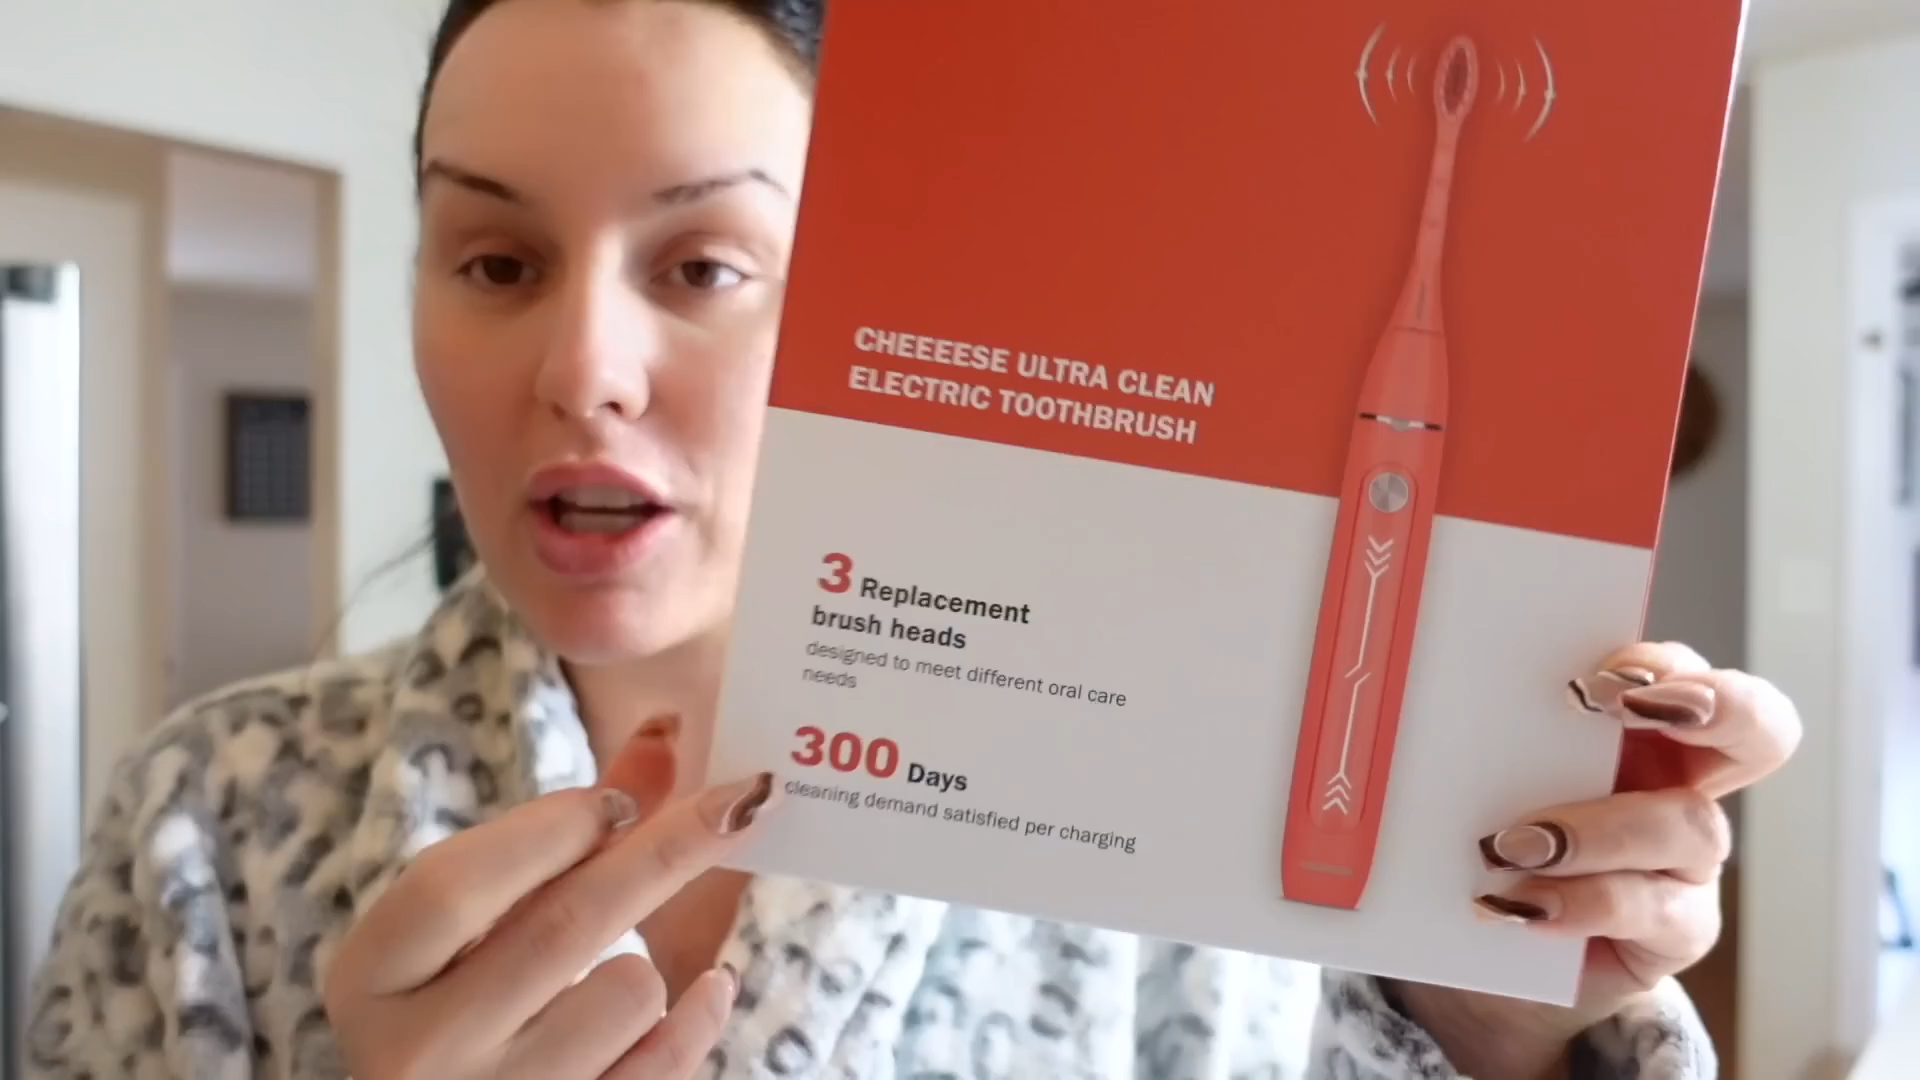 CHEEEESE ULTRA CLEAN
ELECTRIC TOOTHBRUSH
3 Replacement
brush heads
designed to meet different oral care
needs
300 Days
cleaning demand satisfied per charging